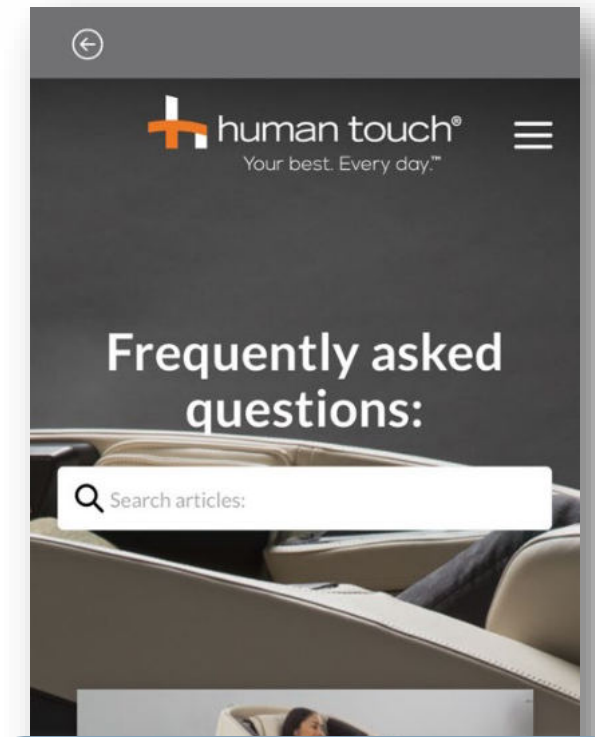 human touch®
Your best. Every day.™
Frequently asked
questions:
Search articles: